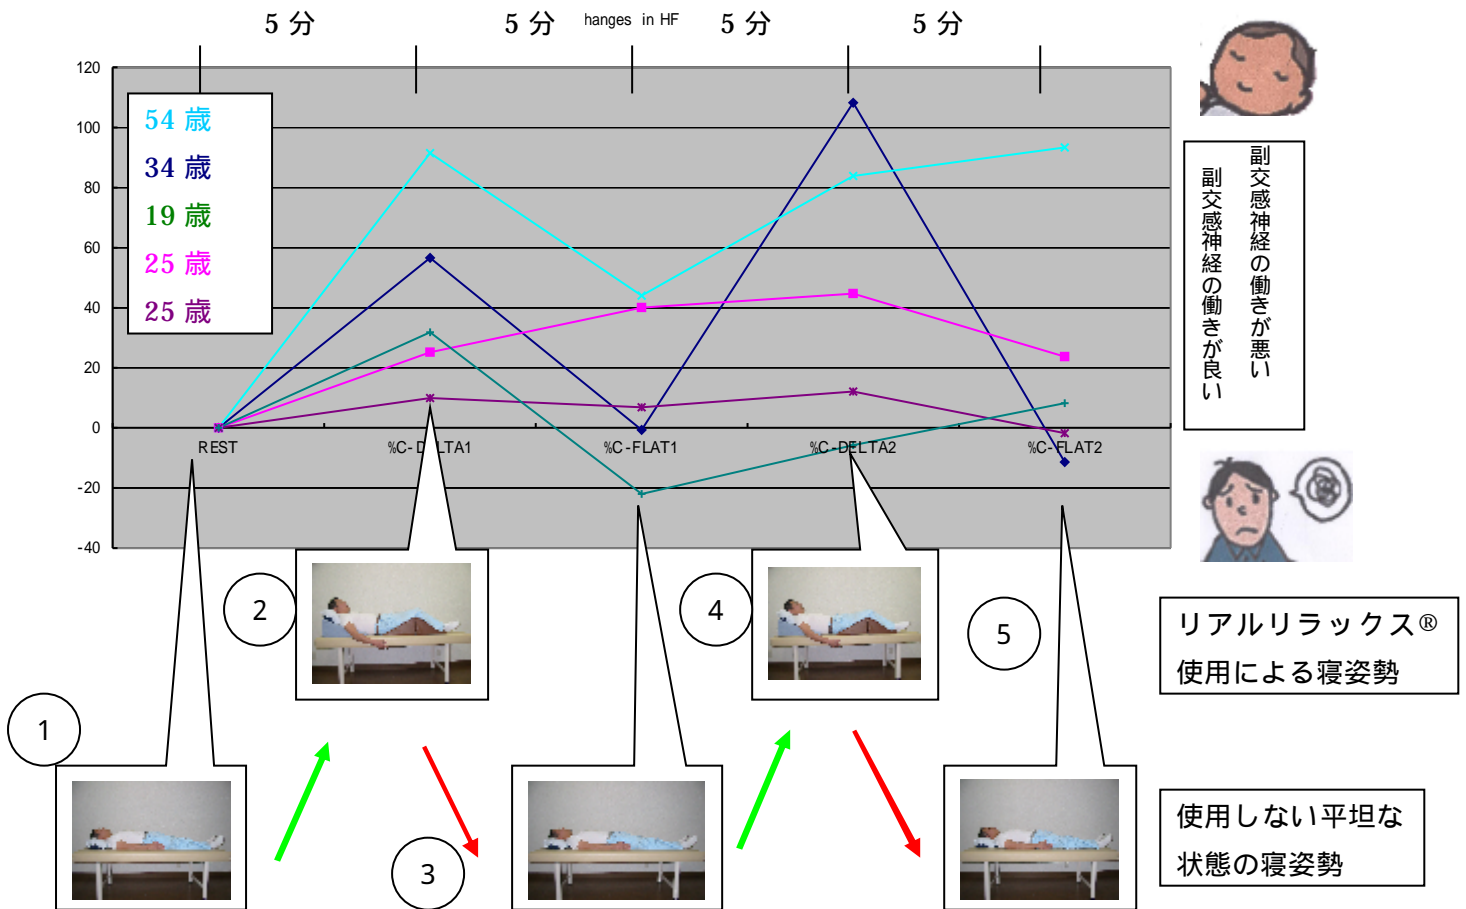 5 分
5 分
hanges in HF
5 分
5 分
120
100
80
60
40
20
0
-20
-40
54 歳
34 歳
19 歳
25 歳
25 歳
REST
%C-DELTA1
%C-FLAT1
%C-DELTA2
%C-FLAT2
副交感神経の働きが悪い
副交感神経の働きが良い
1
2
3
4
5
リアルリラックス®
使用による寝姿勢
使用しない平坦な
状態の寝姿勢